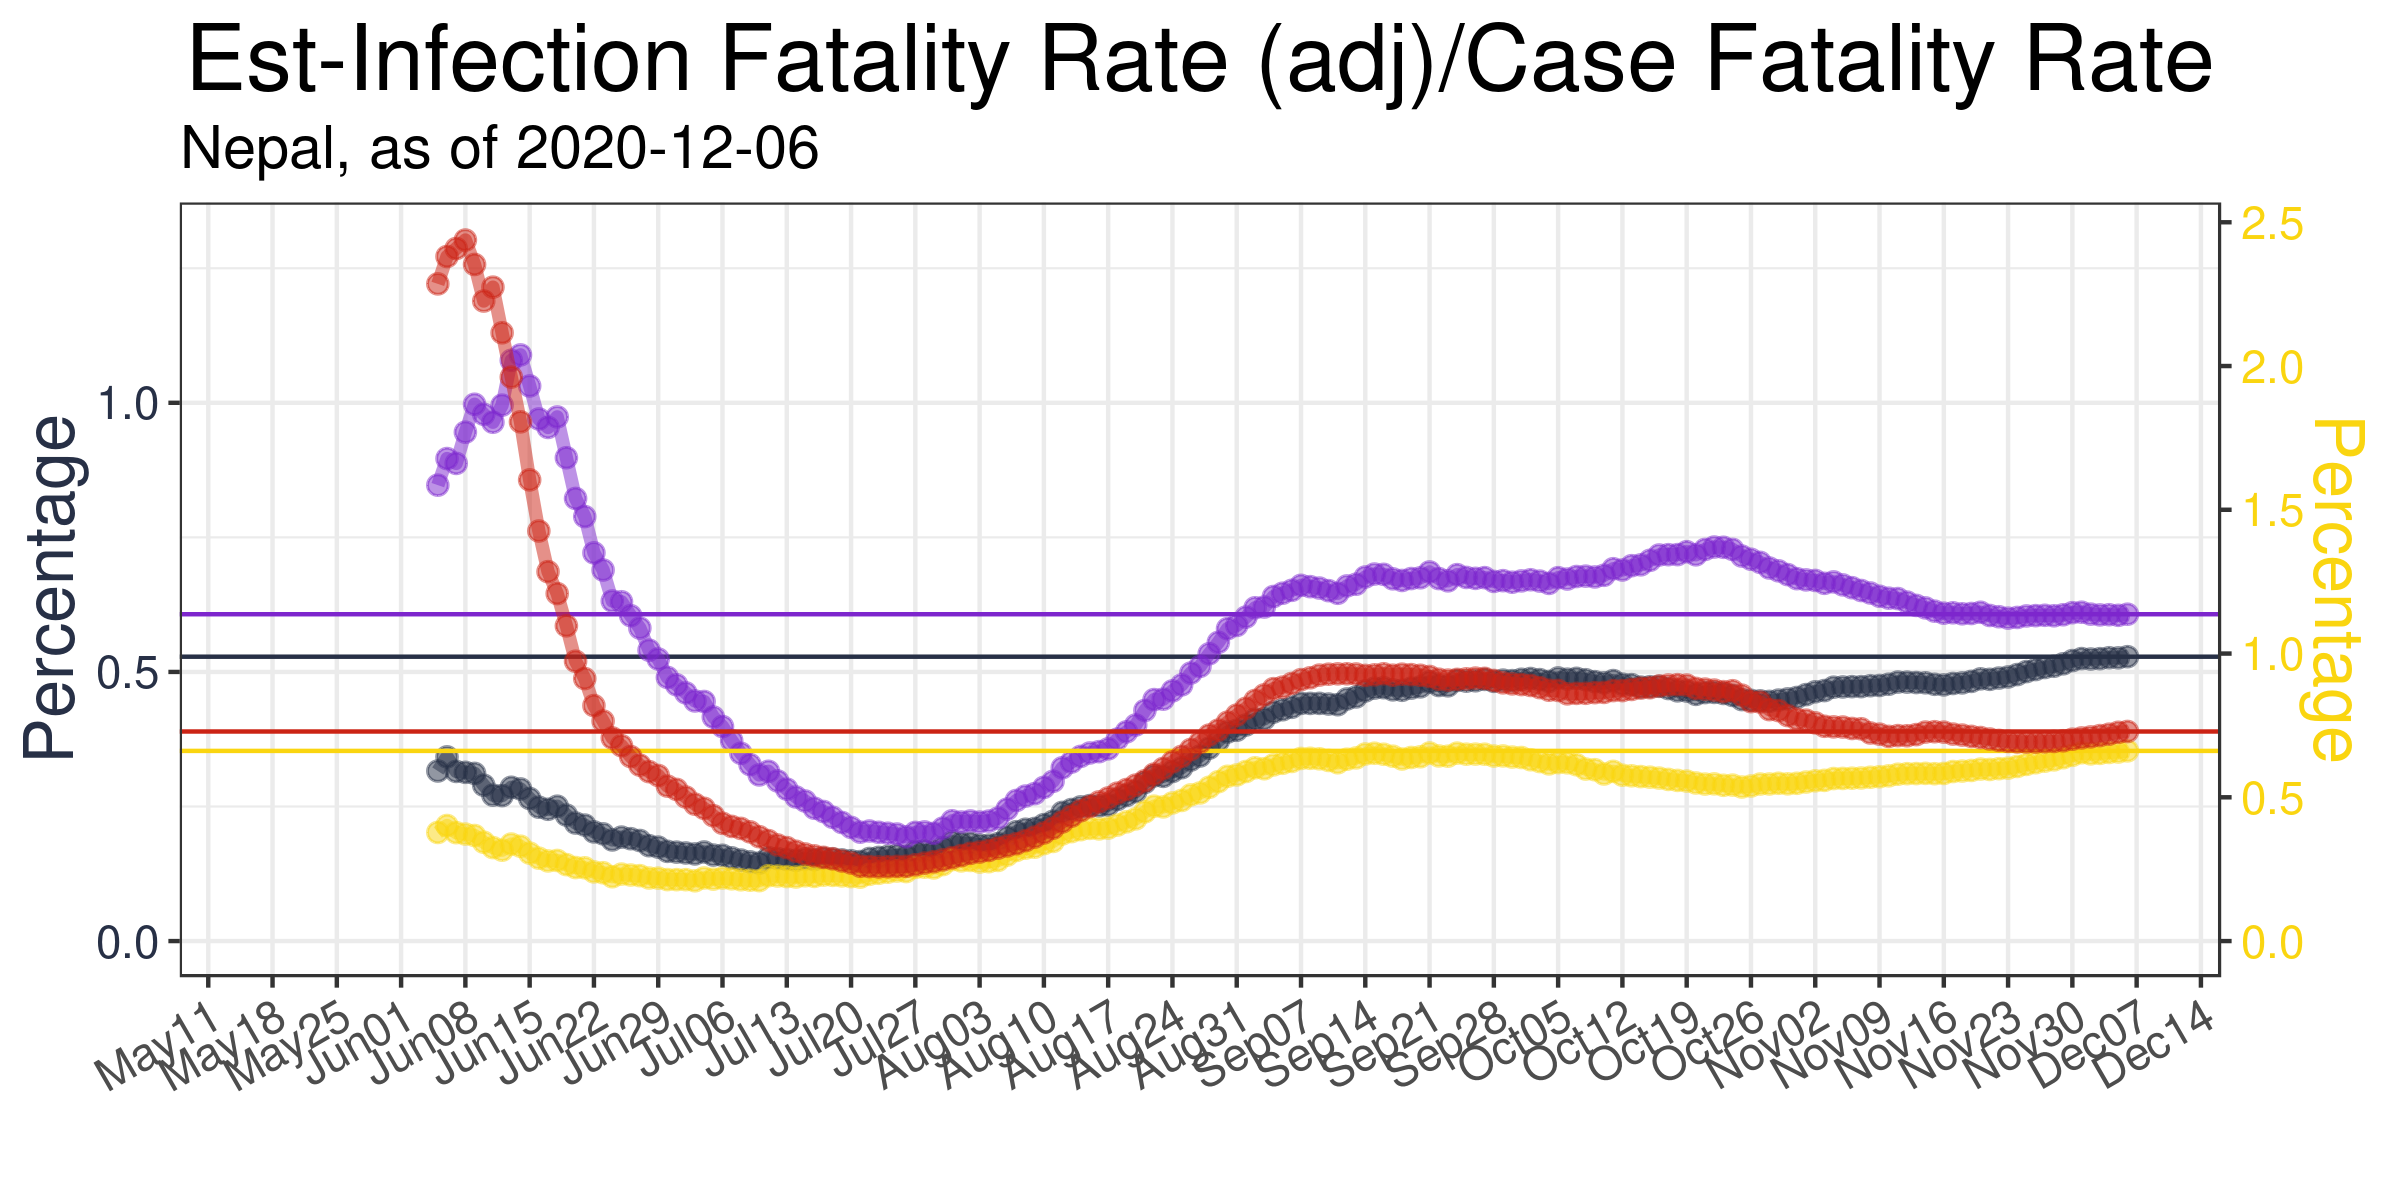 Est-Infection Fatality Rate (adj)/Case Fatality Rate
Nepal, as of 2020-12-06
Percentage
1.0
0.5
0.0
2.5
2.0
1.5
1.0
0.5
0.0
Percentage
May11
May18
May25
Jun01
Jun08
Jun15
Jun22
Jun29
Jul06
Jul13
Jul20
Jul27
Aug03
Aug10
Aug17
Aug24
Aug31
Sep07
Sep14
Sep21
Sep28
Oct05
Oct12
Oct19
Oct26
Nov02
Nov09
Nov16
Nov23
Nov30
Dec07
Dec14